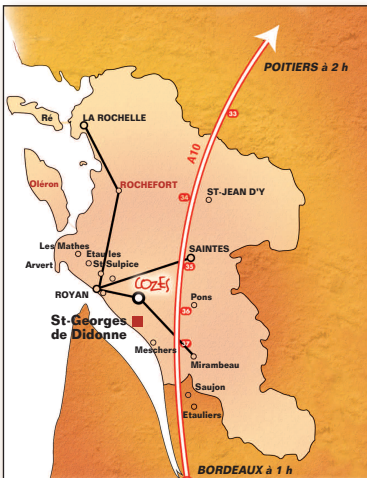 POITIERS à 2 h
33
Ré
LA ROCHELLE
A10
Oléron
ROCHEFORT
34
ST-JEAN D'Y
Les Mathes
Etaules
Arvert
St-Sulpice
SAINTES
35
COZES
ROYAN
Pons
36
St-Georges
de Didonne
Meschers
37
Mirambeau
Saujon
Etauliers
BORDEAUX à 1 h